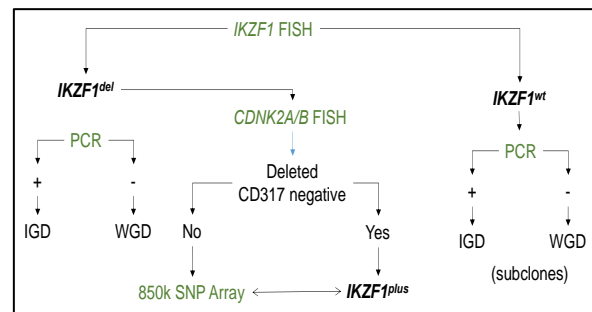 IKZF1 FISH
IKZF1del
IKZF1wt
CDNK2A/B FISH
PCR
PCR
Deleted
CD317 negative
+
-
+
-
IGD
WGD
No
Yes
IGD
WGD
(subclones)
850k SNP Array
IKZF1plus